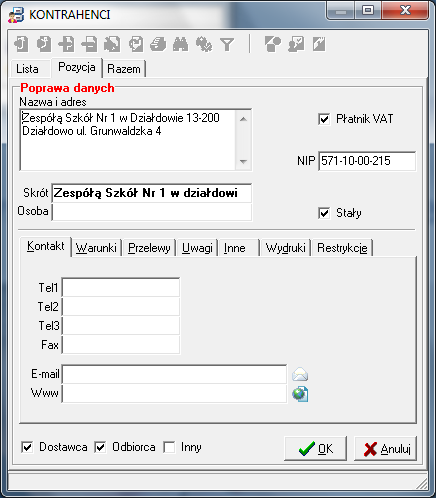 KONTRAHENCI
Lista Pozycja Razem
Poprawa danych
Nazwa i adres
Zespółą Szkół Nr 1 w Działdowie 13-200
Działdowo ul. Grunwaldzka 4
Płatnik VAT
NIP 571-10-00-215
Skrót Zespółą Szkół Nr 1 w działdowi
Osoba
Stały
Kontakt Warunki Przelewy Uwagi Inne Wydruki Restrykcje
Tel1
Tel2
Tel3
Fax
E-mail
Www
Dostawca Odbiorca Inny OK Anuluj